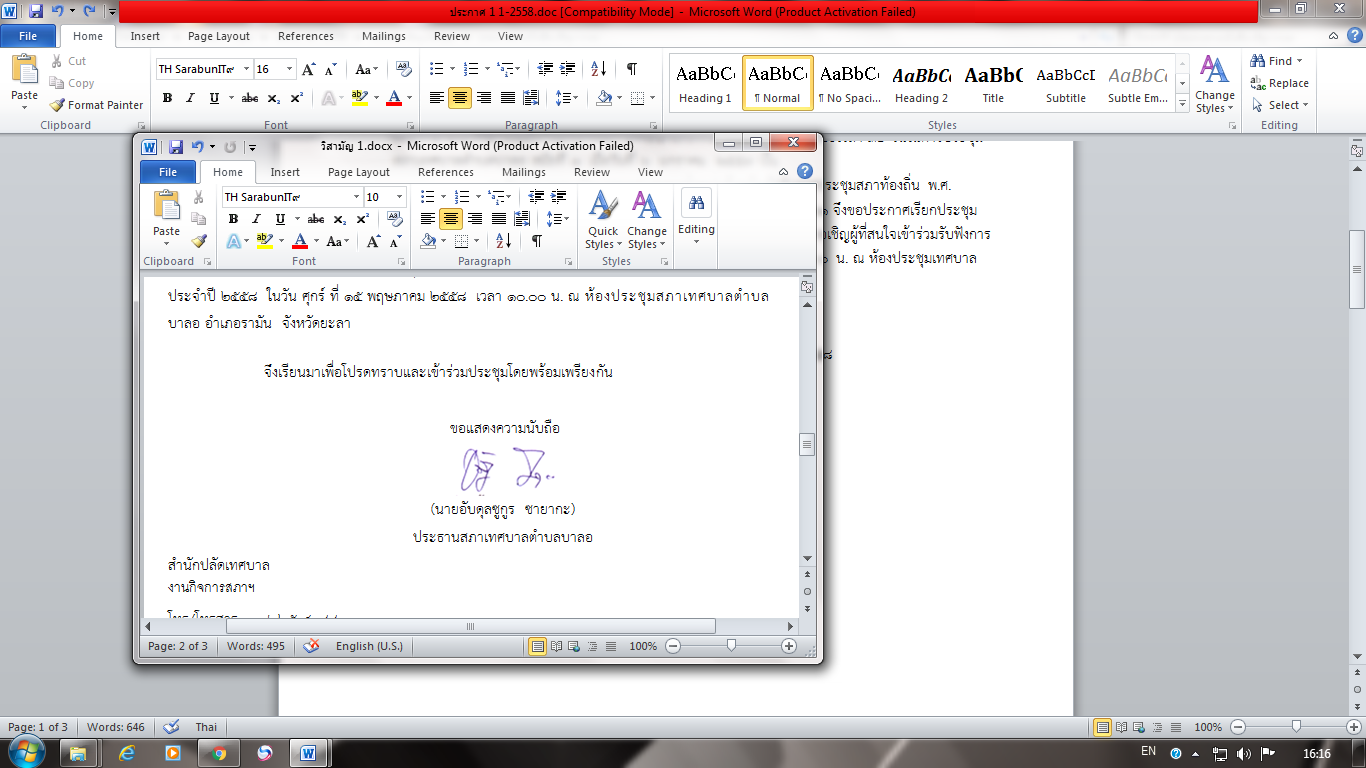 ประกาศ 1 1-2558.doc [Compatibility Mode] - Microsoft Word (Product Activation Failed)
File Home Insert Page Layout References Mailings Review View
Paste Cut Copy Format Painter
TH SarabunIT๙ 16
AaBbC AaBbC AaBbC AaBbC AaBbC AaBbCcI AaBbCcI
Heading 1 ¶ Normal ¶ No Spaci... Heading 2 Title Subtitle Subtle Em...
Change Styles
Find Replace Select
Clipboard Font Paragraph Styles Editing
วิสามัญ 1.docx - Microsoft Word (Product Activation Failed)
File Home Insert Page Layout References Mailings Review View
Paste
TH SarabunIT๙ 10
Quick Styles Change Styles Editing
Clipboard Font Paragraph Styles
ประจำปี ๒๕๕๘ ในวัน ศุกร์ ที่ ๑๕ พฤษภาคม ๒๕๕๘ เวลา ๑๐.๐๐ น. ณ ห้องประชุมสภาเทศบาลตำบล
บาลอ อำเภอรามัน จังหวัดยะลา
จึงเรียนมาเพื่อโปรดทราบและเข้าร่วมประชุมโดยพร้อมเพรียงกัน
ขอแสดงความนับถือ
(นายอับดุลชูกูร ซายากะ)
ประธานสภาเทศบาลตำบลบาลอ
สำนักปลัดเทศบาล
งานกิจการสภาฯ
Page: 2 of 3 Words: 495 English (U.S.) 100%
ระชุมสภาท้องถิ่น พ.ศ.
๑ จึงขอประกาศเรียกประชุม
เชิญผู้ที่สนใจเข้าร่วมรับฟังการ
น. ณ ห้องประชุมเทศบาล
๘
Page: 1 of 3 Words: 646 Thai 100%
EN 16:16